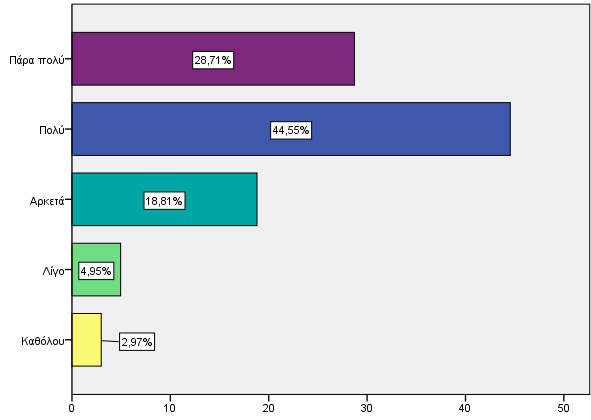 Πάρα πολύ
28,71%
Πολύ
44,55%
Αρκετά
18,81%
Λίγο
4,95%
Καθόλου
2,97%
0 10 20 30 40 50